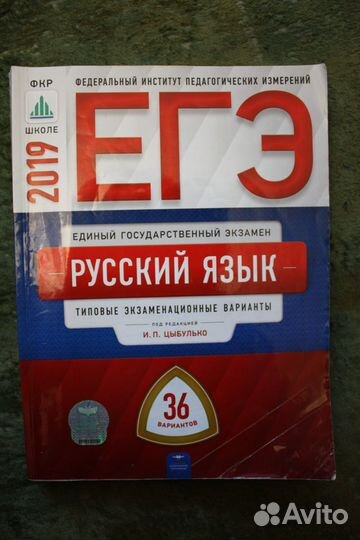 ФКР
ШКОЛЕ
2019
ФЕДЕРАЛЬНЫЙ ИНСТИТУТ ПЕДАГОГИЧЕСКИХ ИЗМЕРЕНИЙ
ЕГЭ
ЕДИНЫЙ ГОСУДАРСТВЕННЫЙ ЭКЗАМЕН
РУССКИЙ ЯЗЫК
ТИПОВЫЕ ЭКЗАМЕНАЦИОННЫЕ ВАРИАНТЫ
ПОД РЕДАКЦИЕЙ
И. П. ЦЫБУЛЬКО
36
ВАРИАНТОВ
Avito